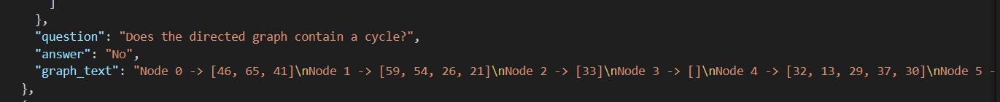 ]
},
"question": "Does the directed graph contain a cycle?",
"answer": "No",
"graph_text": "Node 0 -> [46, 65, 41]\nNode 1 -> [59, 54, 26, 21]\nNode 2 -> [33]\nNode 3 -> []\nNode 4 -> [32, 13, 29, 37, 30]\nNode 5 -
},